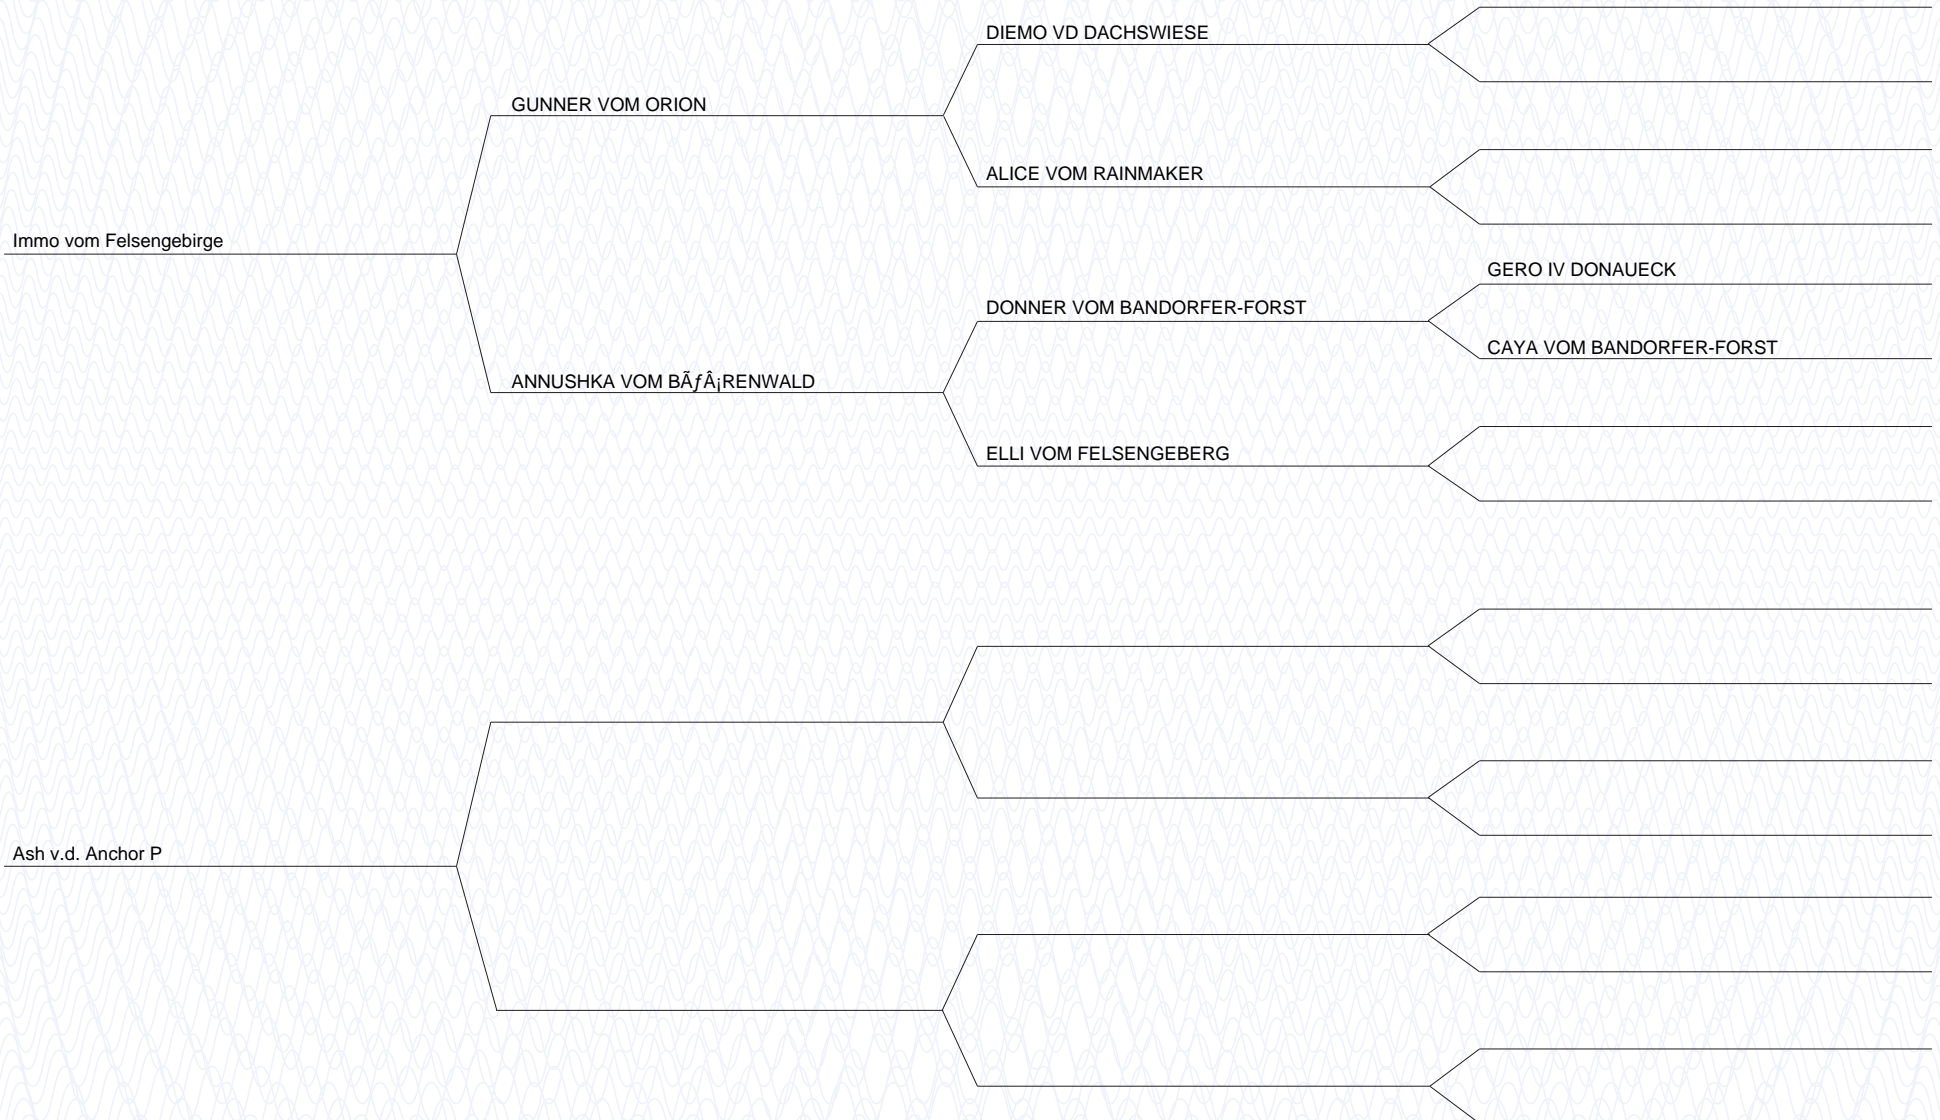 DIEMO VD DACHSWIESE
GUNNER VOM ORION
ALICE VOM RAINMAKER
Immo vom Felsengebirge
GERO IV DONAUECK
DONNER VOM BANDORFER-FORST
CAYA VOM BANDORFER-FORST
ANNUSHKA VOM BÃƒÂ¡RENWALD
ELLI VOM FELSENGEBERG
Ash v.d. Anchor P